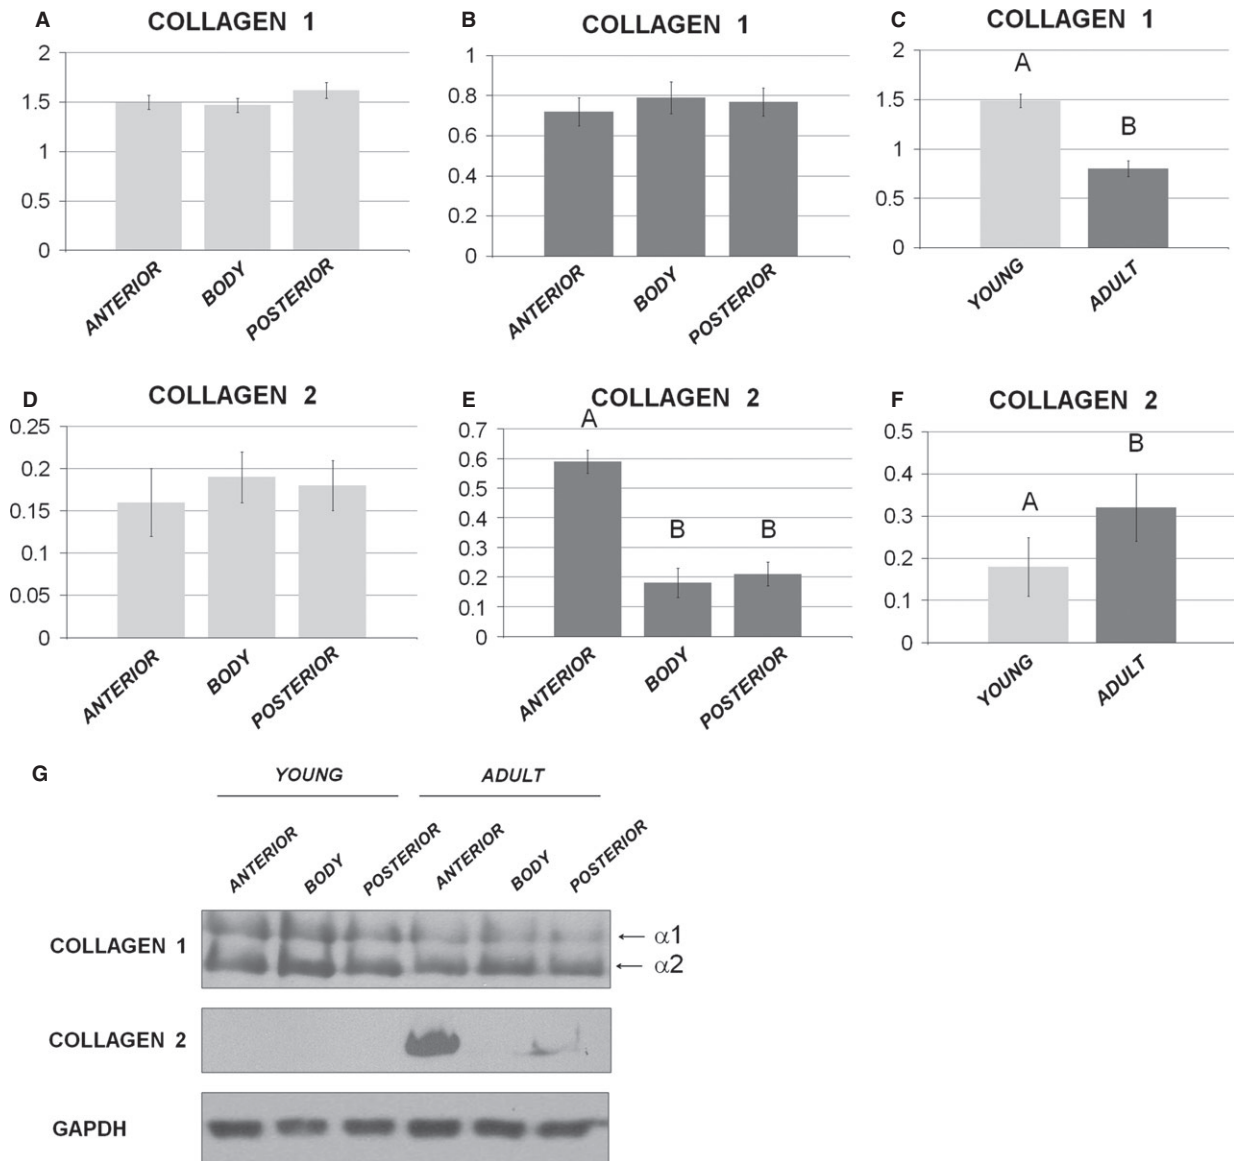 A
COLLAGEN 1
2
1.5
1
0.5
0
ANTERIOR
BODY
POSTERIOR
B
COLLAGEN 1
1
0.8
0.6
0.4
0.2
0
ANTERIOR
BODY
POSTERIOR
C
COLLAGEN 1
2
A
1.5
B
1
0.5
0
YOUNG
ADULT
D
COLLAGEN 2
0.25
0.2
0.15
0.1
0.05
0
ANTERIOR
BODY
POSTERIOR
E
COLLAGEN 2
A
0.7
0.6
0.5
0.4
B B
0.3
0.2
0.1
0
ANTERIOR
BODY
POSTERIOR
F
COLLAGEN 2
0.5
B
0.4
A
0.3
0.2
0.1
0
YOUNG
ADULT
G
YOUNG ADULT
ANTERIOR
BODY
POSTERIOR
ANTERIOR
BODY
POSTERIOR
COLLAGEN 1
← α1
← α2
COLLAGEN 2
GAPDH